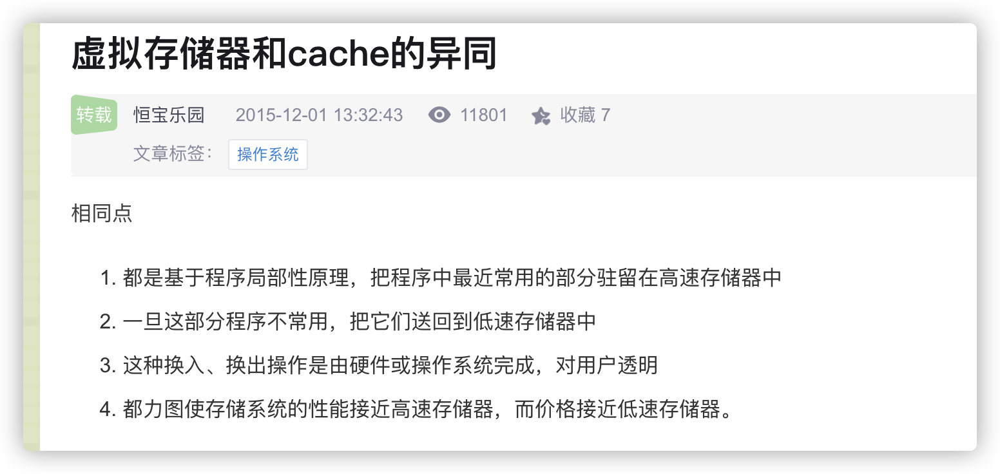 虚拟存储器和cache的异同
转载 恒宝乐园 2015-12-01 13:32:43 11801 收藏 7
文章标签： 操作系统
相同点
1. 都是基于程序局部性原理，把程序中最近常用的部分驻留在高速存储器中
2. 一旦这部分程序不常用，把它们送回到低速存储器中
3. 这种换入、换出操作是由硬件或操作系统完成，对用户透明
4. 都力图使存储系统的性能接近高速存储器，而价格接近低速存储器。